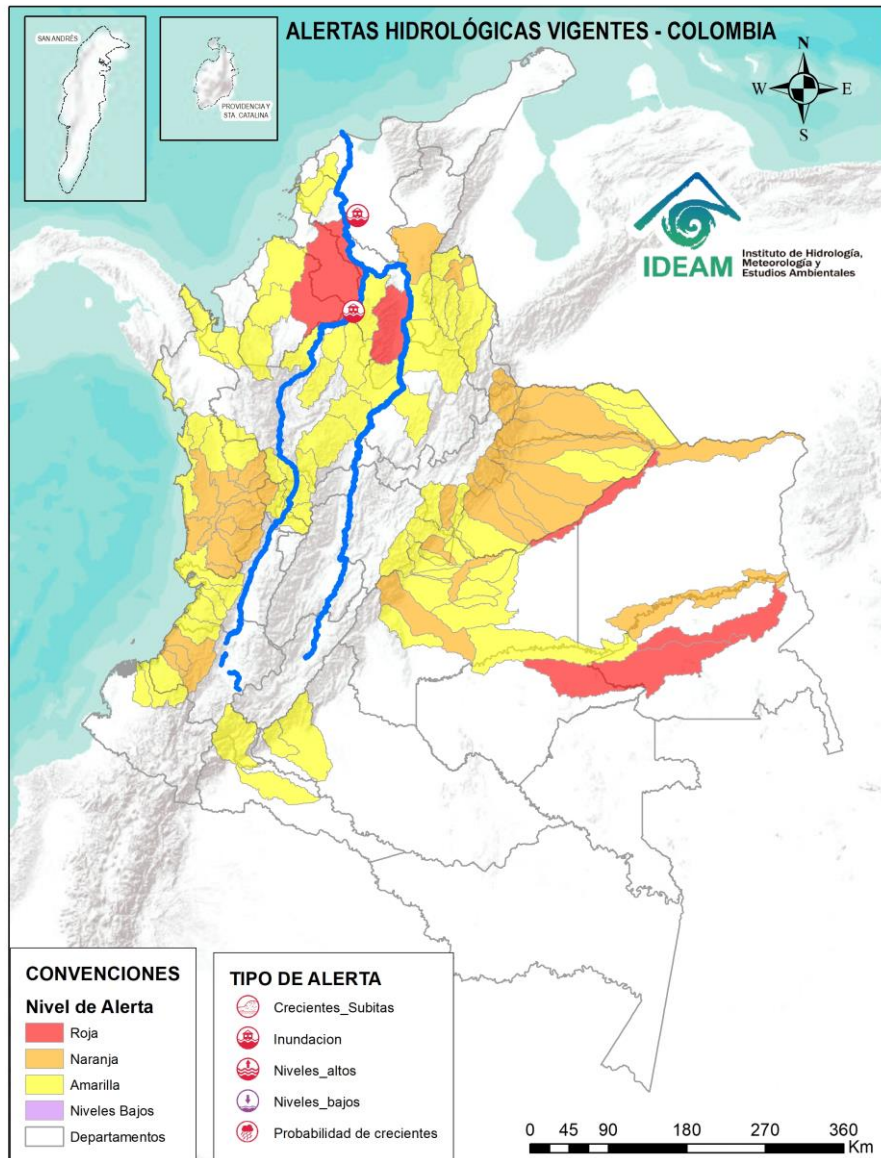 ALERTAS HIDROLÓGICAS VIGENTES - COLOMBIA
SAN ANDRÉS
PROVIDENCIA Y
STA. CATALINA
N
W
E
S
IDEAM
Instituto de Hidrología,
Meteorología y
Estudios Ambientales
CONVENCIONES
Nivel de Alerta
Roja
Naranja
Amarilla
Niveles Bajos
Departamentos
TIPO DE ALERTA
Crecientes_Subitas
Inundacion
Niveles_altos
Niveles_bajos
Probabilidad de crecientes
0 45 90 180 270 360
Km